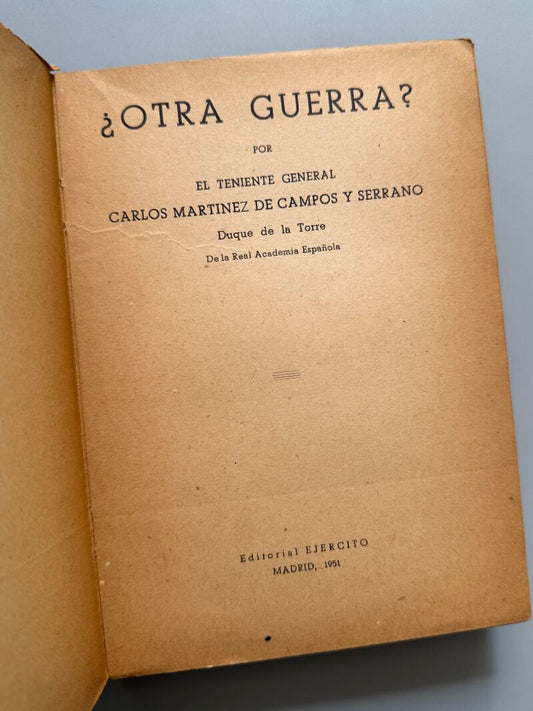 ¿OTRA GUERRA?
POR
EL TENIENTE GENERAL
CARLOS MARTINEZ DE CAMPOS Y SERRANO
Duque de la Torre
De la Real Academia Española
Editorial EJERCITO
MADRID, 1951